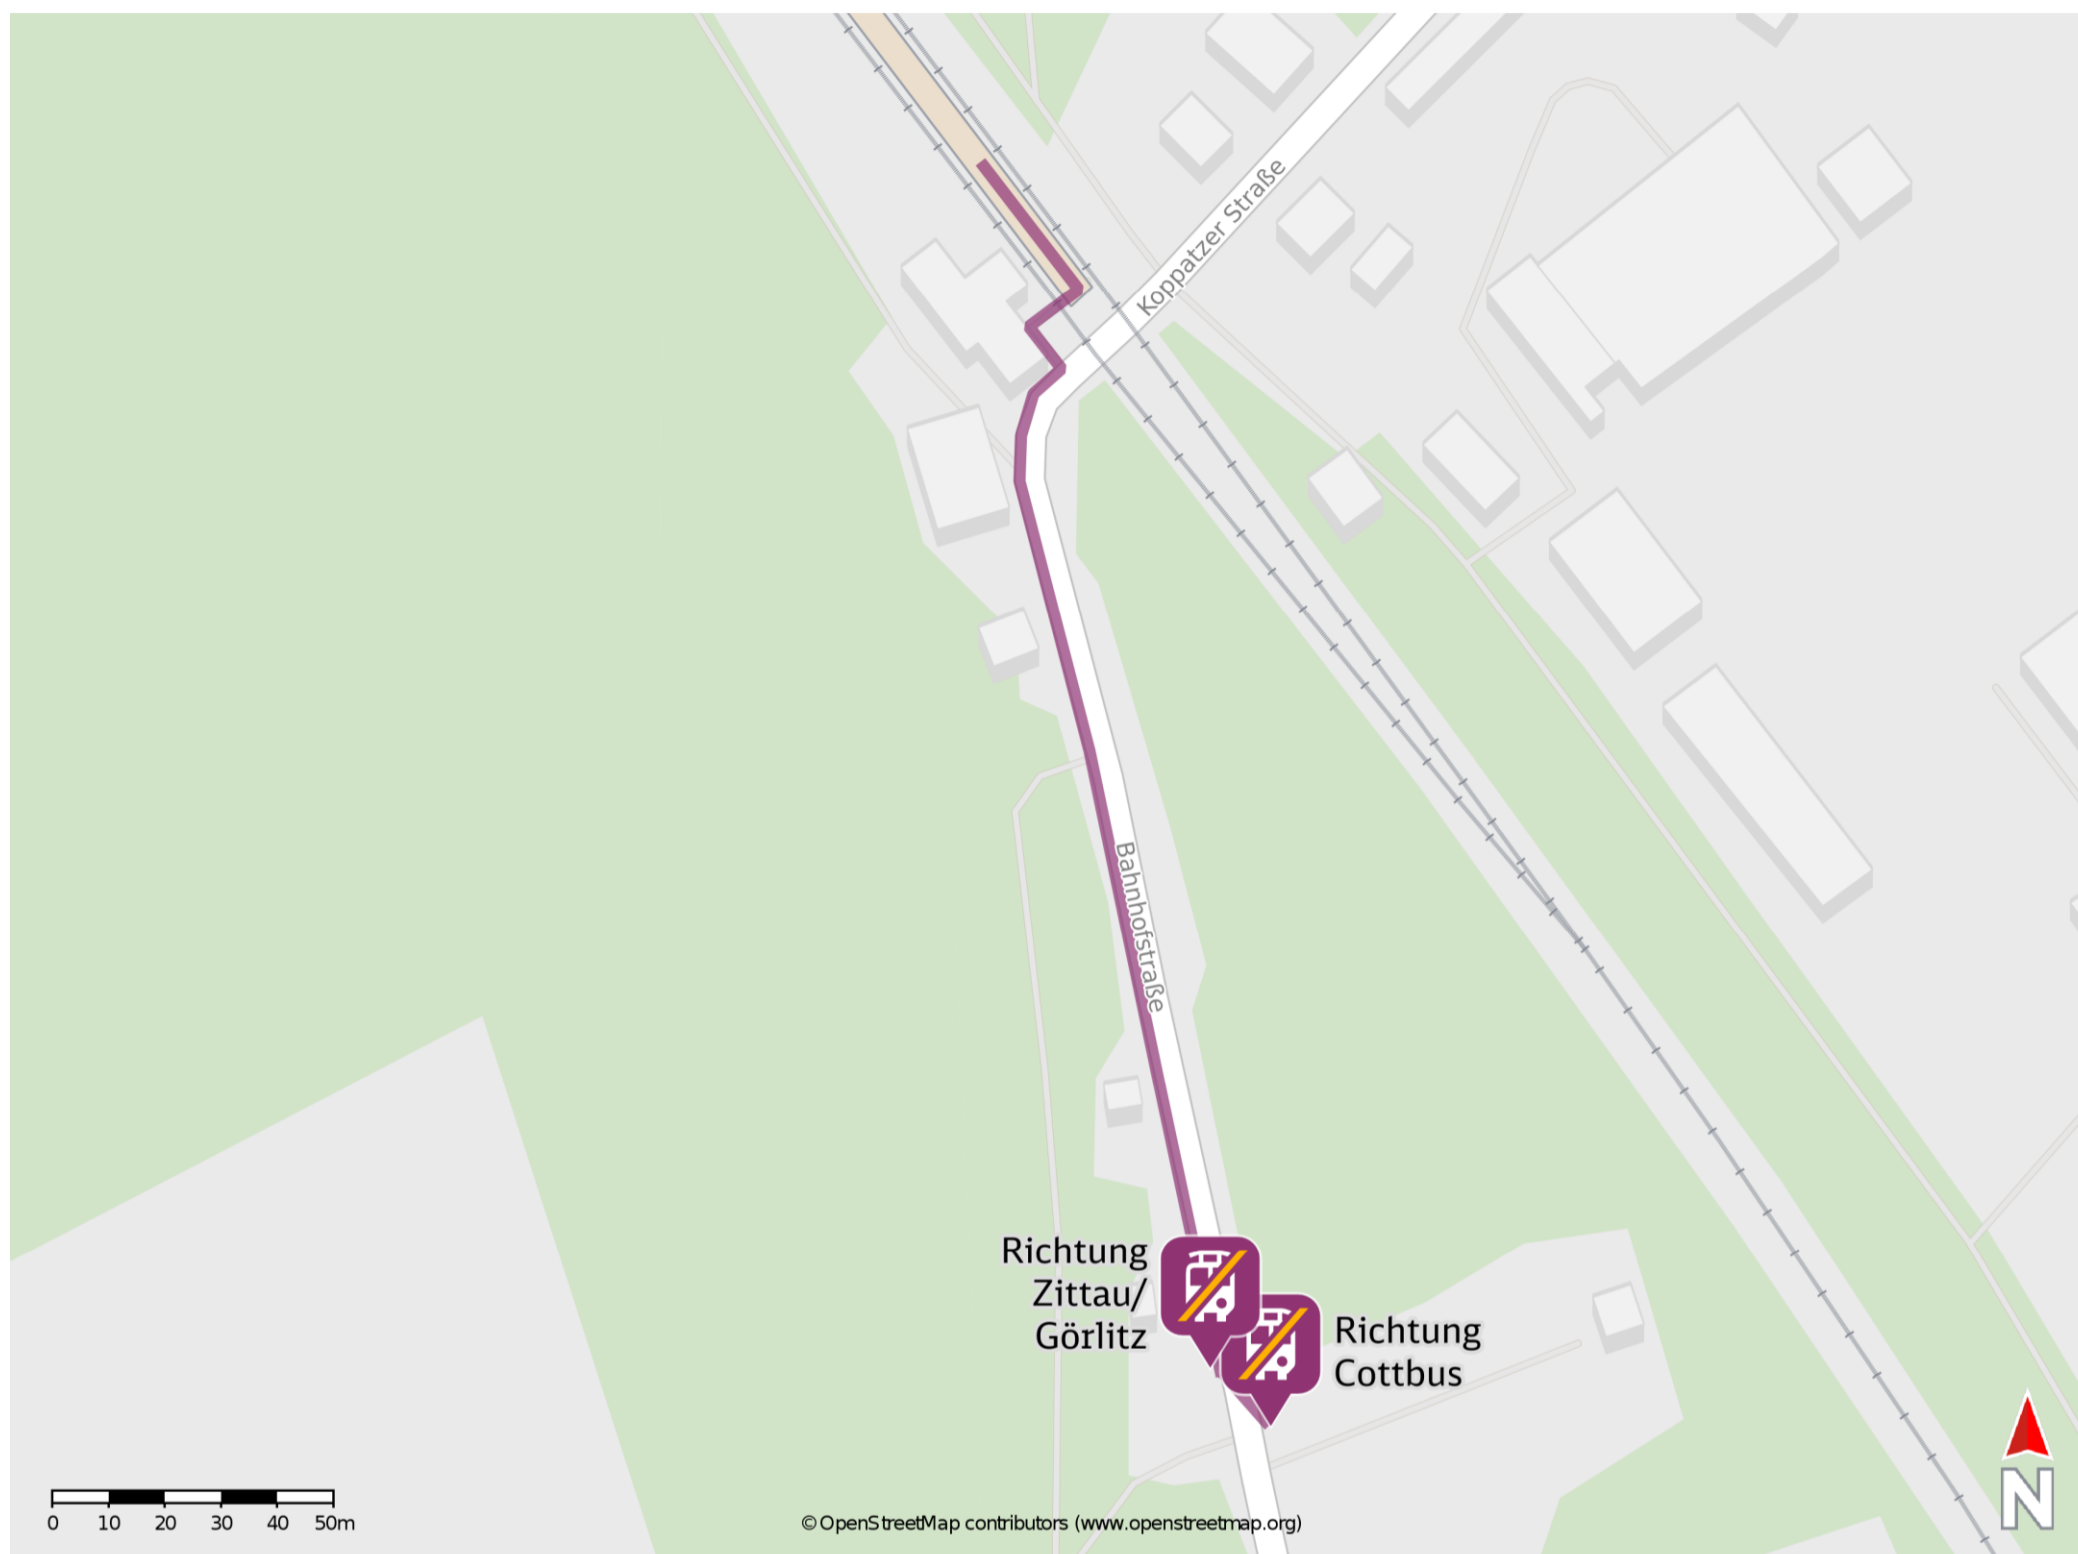 Koppatzer Straße
Bahnhofstraße
Richtung
Zittau/
Görlitz
Richtung
Cottbus
0 10 20 30 40 50m
© OpenStreetMap contributors (www.openstreetmap.org)
N